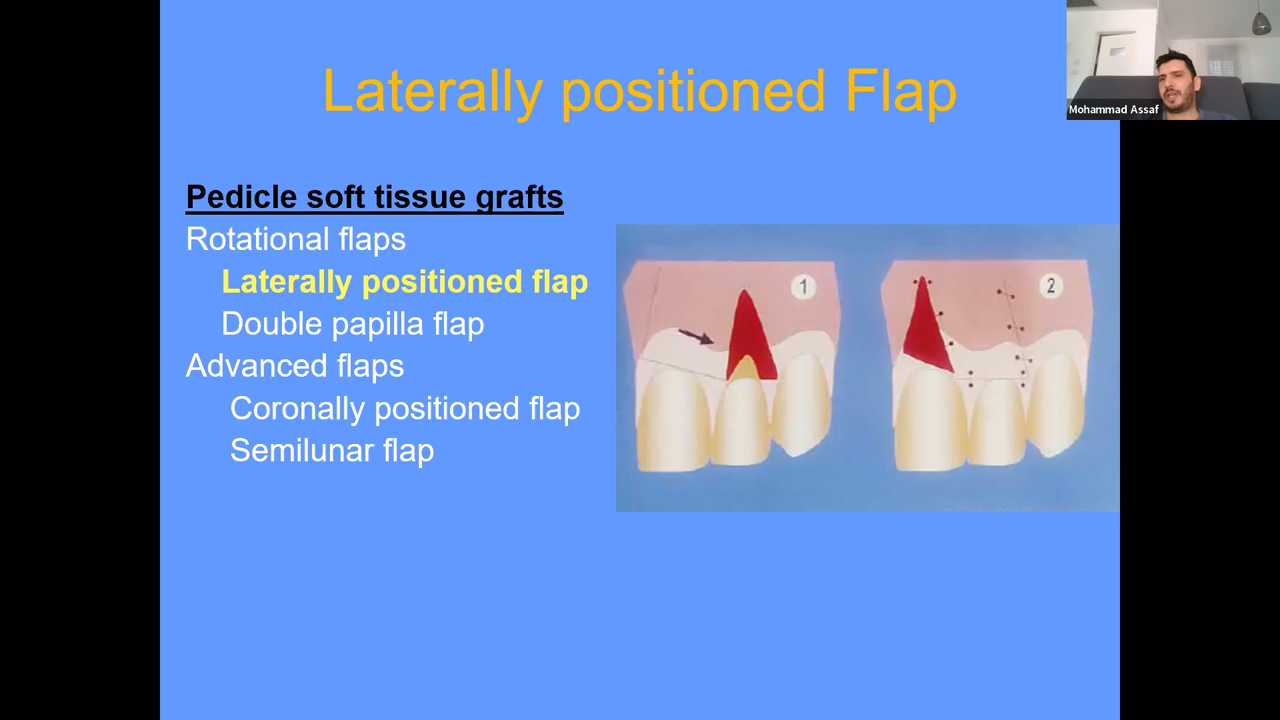 Laterally positioned Flap
Mohammad Assaf
Pedicle soft tissue grafts
Rotational flaps
Laterally positioned flap
Double papilla flap
Advanced flaps
Coronally positioned flap
Semilunar flap
1
2